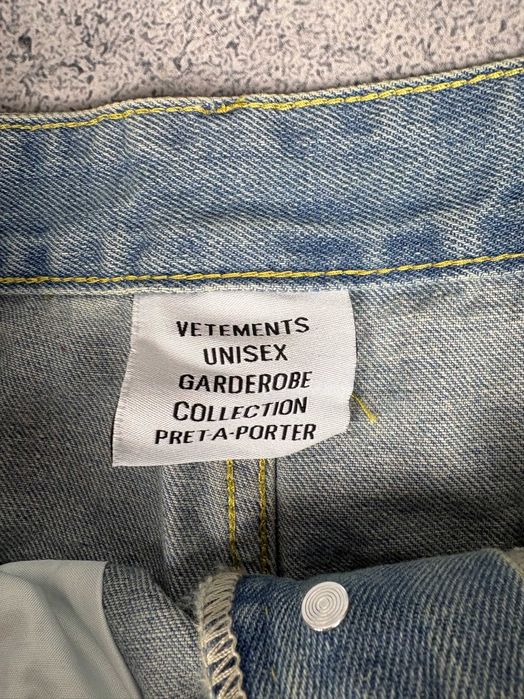 VETEMENTS
UNISEX
GARDEROBE
COLLECTION
PRET-A-PORTER